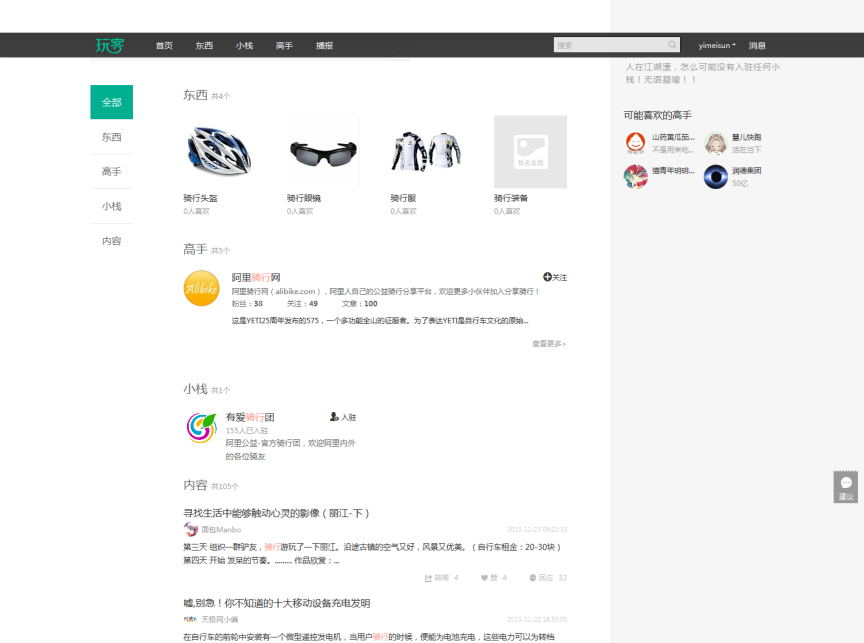 玩客 首页 东西 小栈 高手 播报 搜索 yimeisun 消息
人在江湖漂，怎么可能没有入驻任何小
栈！无语凝噎！！
全部
东西
高手
小栈
内容
东西 共4个
骑行头盔 骑行眼镜 骑行服 骑行装备
0人喜欢 0人喜欢 0人喜欢 0人喜欢
暂无主图
可能喜欢的高手
山药黄瓜茄... 慧儿快跑
不是用来吃... 活在当下
猫青年明明... 润德集团
50亿
高手 共5个
Alibike
阿里骑行网 关注
阿里骑行网（alibike.com），阿里人自己的公益骑行分享平台，欢迎更多小伙伴加入分享骑行！
粉丝：38 关注：49 文章：100
这是YETI25周年发布的575，一个多功能全山的征服者。为了表达YETI是自行车文化的原始...
查看更多>
小栈 共1个
有爱骑行团 入驻
155人已入驻
阿里公益-官方骑行团，欢迎阿里内外
的各位骑友
建议
内容 共105个
寻找生活中能够触动心灵的影像（丽江-下）
面包Manbo 2013-11-23 09:22:33
第三天 组织一群驴友，骑行游玩了一下丽江。沿途古镇的空气又好，风景又优美。（自行车租金：20-30块）
第四天 开始 发呆的节奏。......... 作品欣赏：...
转播 4 赞 4 回应 32
嘘,别急！你不知道的十大移动设备充电发明
天极网小编 2013-11-22 18:55:05
在自行车的前轮中安装有一个微型遥控发电机，当用户骑行的时候，便能为电池充电，这些电力可以为转档